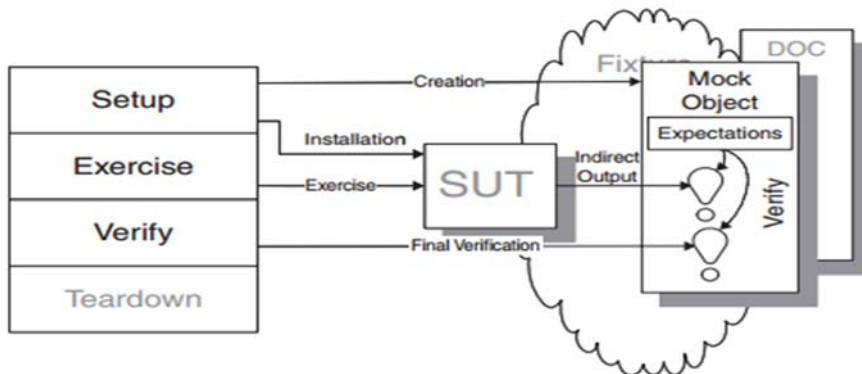 Setup
Exercise
Verify
Teardown
Creation
Installation
Exercise
Final Verification
SUT
Indirect
Output
Fixture
DOC
Mock
Object
Expectations
Verify